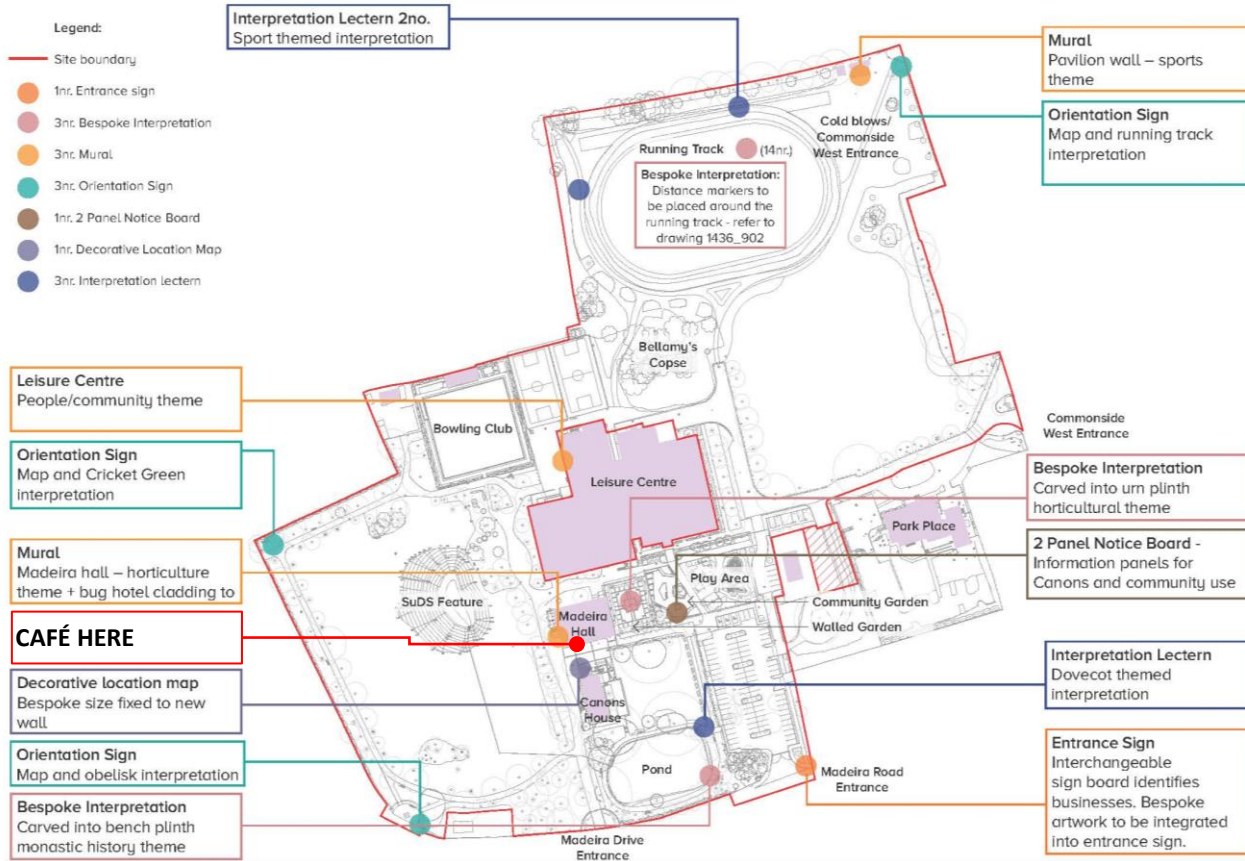 Legend:
Site boundary
1nr. Entrance sign
3nr. Bespoke Interpretation
3nr. Mural
3nr. Orientation Sign
1nr. 2 Panel Notice Board
1nr. Decorative Location Map
3nr. Interpretation lectern
Interpretation Lectern 2no.
Sport themed interpretation
Mural
Pavilion wall – sports
theme
Orientation Sign
Map and running track
interpretation
Cold blows/
Commonside
West Entrance
Running Track
(14nr.)
Bespoke Interpretation:
Distance markers to
be placed around the
running track - refer to
drawing 1436_902
Bellamy's
Copse
Leisure Centre
People/community theme
Orientation Sign
Map and Cricket Green
interpretation
Mural
Madeira hall – horticulture
theme + bug hotel cladding to
CAFÉ HERE
Decorative location map
Bespoke size fixed to new
wall
Orientation Sign
Map and obelisk interpretation
Bespoke Interpretation
Carved into bench plinth
monastic history theme
Bowling Club
Leisure Centre
SuDS Feature
Madeira
Hall
Play Area
Canons
House
Pond
Madeira Drive
Entrance
Commonside
West Entrance
Park Place
Community Garden
Walled Garden
Madeira Road
Entrance
Bespoke Interpretation
Carved into urn plinth
horticultural theme
2 Panel Notice Board -
Information panels for
Canons and community use
Interpretation Lectern
Dovecot themed
interpretation
Entrance Sign
Interchangeable
sign board identifies
businesses. Bespoke
artwork to be integrated
into entrance sign.